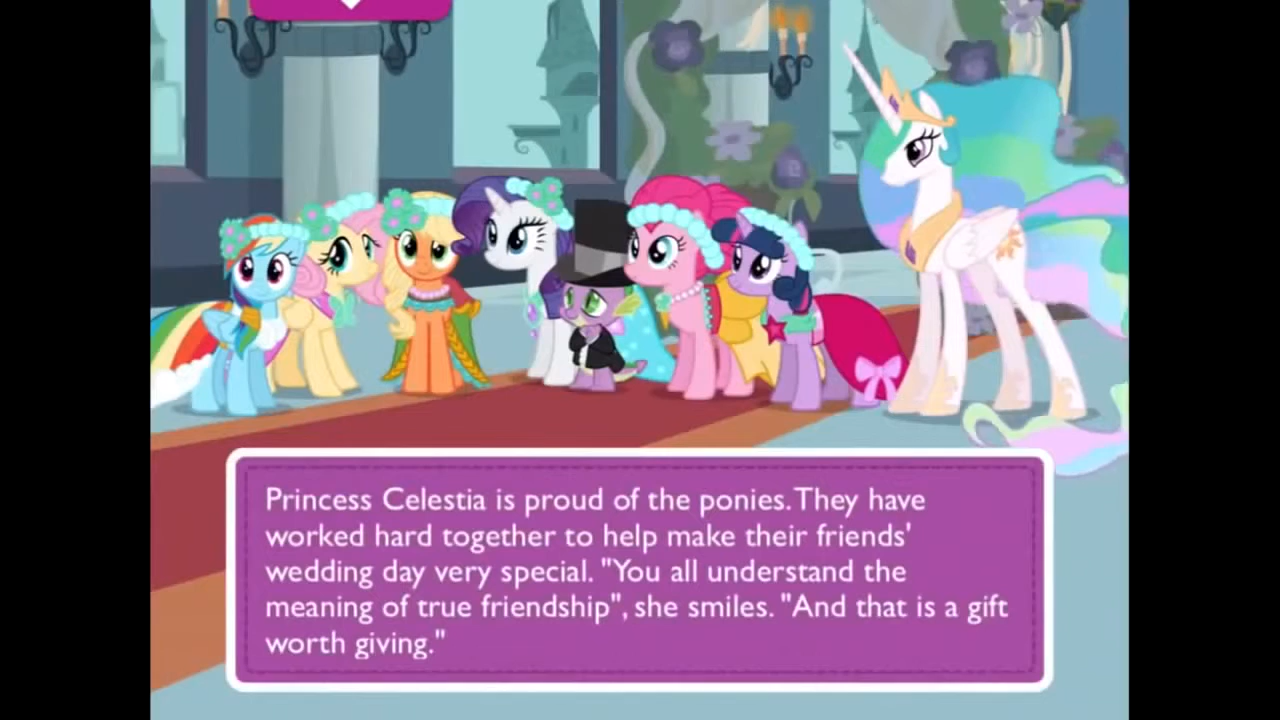 Princess Celestia is proud of the ponies. They have
worked hard together to help make their friends'
wedding day very special. "You all understand the
meaning of true friendship", she smiles. "And that is a gift
worth giving."